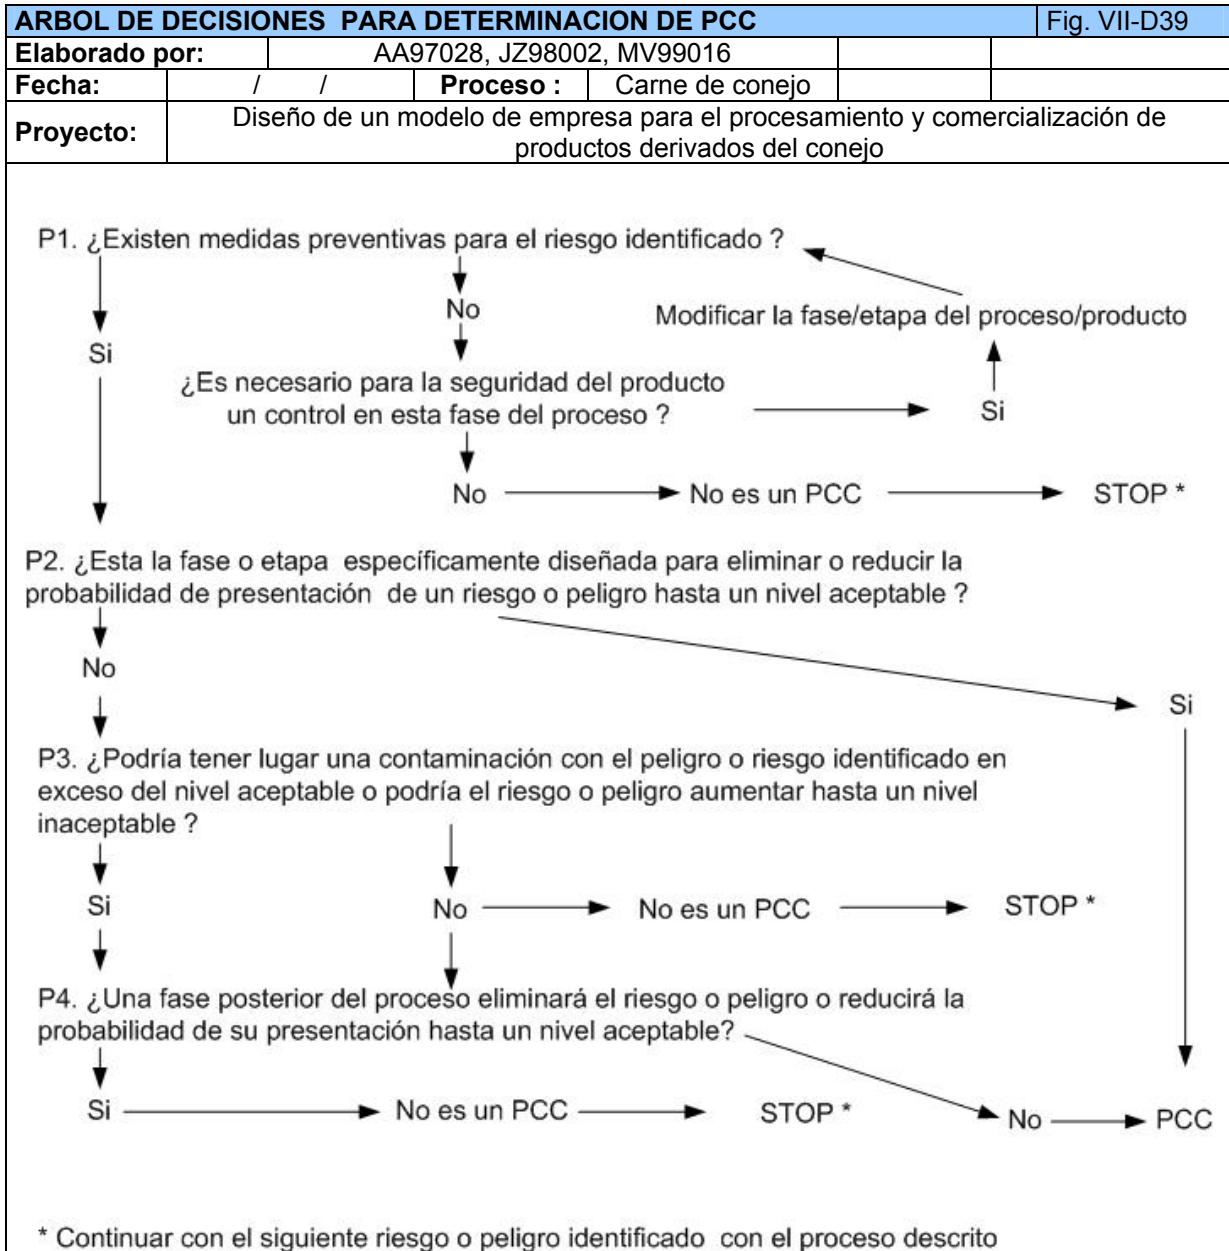 ARBOL DE DECISIONES PARA DETERMINACION DE PCC Fig. VII-D39
Elaborado por: AA97028, JZ98002, MV99016
Fecha: / / Proceso : Carne de conejo
Proyecto: Diseño de un modelo de empresa para el procesamiento y comercialización de
productos derivados del conejo
P1. ¿Existen medidas preventivas para el riesgo identificado ?
No
Modificar la fase/etapa del proceso/producto
Si
¿Es necesario para la seguridad del producto
un control en esta fase del proceso ?
Si
No No es un PCC STOP *
P2. ¿Esta la fase o etapa específicamente diseñada para eliminar o reducir la
probabilidad de presentación de un riesgo o peligro hasta un nivel aceptable ?
No
Si
P3. ¿Podría tener lugar una contaminación con el peligro o riesgo identificado en
exceso del nivel aceptable o podría el riesgo o peligro aumentar hasta un nivel
inaceptable ?
Si No No es un PCC STOP *
P4. ¿Una fase posterior del proceso eliminará el riesgo o peligro o reducirá la
probabilidad de su presentación hasta un nivel aceptable?
Si No es un PCC STOP * No PCC
* Continuar con el siguiente riesgo o peligro identificado con el proceso descrito